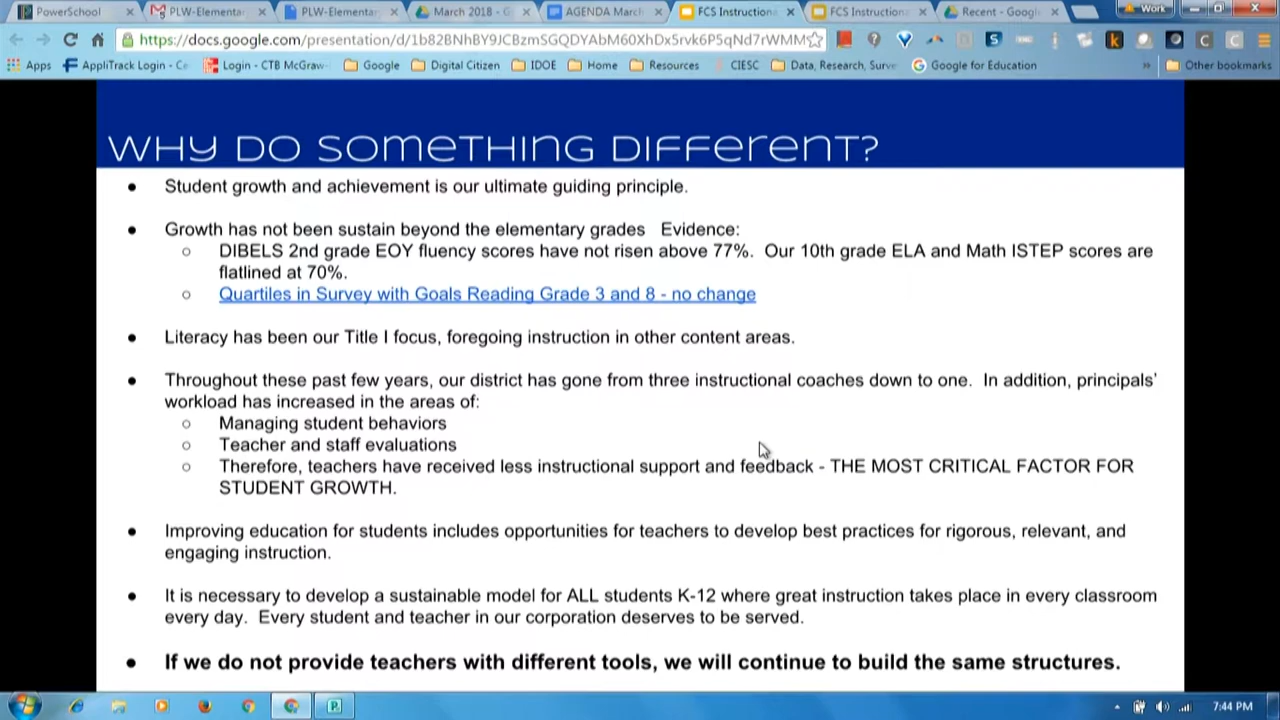 PowerSchool
PLW-Elementar
PLW-Elementar
March 2018 - G
AGENDA March
FCS Instructiona
FCS Instruction
Recent - Googl
Work
https://docs.google.com/presentation/d/1b82BNhBY9JCBzmSGQDYAbM60XhDx5rvk6P5qNd7rWMM
Apps
AppliTrack Login - Ce
Login - CTB McGraw-
Google
Digital Citizen
IDOE
Home
Resources
CIESC
Data, Research, Surve
Google for Education
Other bookmarks
WHY DO SOMETHING DIFFERENT?
Student growth and achievement is our ultimate guiding principle.
Growth has not been sustain beyond the elementary grades Evidence:
DIBELS 2nd grade EOY fluency scores have not risen above 77%. Our 10th grade ELA and Math ISTEP scores are
flatlined at 70%.
Quartiles in Survey with Goals Reading Grade 3 and 8 - no change
Literacy has been our Title I focus, foregoing instruction in other content areas.
Throughout these past few years, our district has gone from three instructional coaches down to one. In addition, principals'
workload has increased in the areas of:
Managing student behaviors
Teacher and staff evaluations
Therefore, teachers have received less instructional support and feedback - THE MOST CRITICAL FACTOR FOR
STUDENT GROWTH.
Improving education for students includes opportunities for teachers to develop best practices for rigorous, relevant, and
engaging instruction.
It is necessary to develop a sustainable model for ALL students K-12 where great instruction takes place in every classroom
every day. Every student and teacher in our corporation deserves to be served.
If we do not provide teachers with different tools, we will continue to build the same structures.
7:44 PM